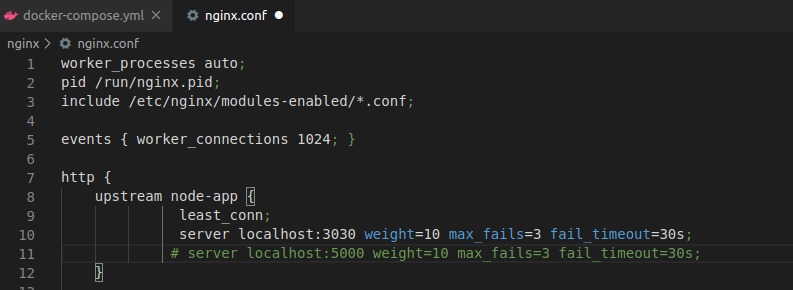 docker-compose.yml
nginx.conf
nginx > nginx.conf
1 worker_processes auto;
2 pid /run/nginx.pid;
3 include /etc/nginx/modules-enabled/*.conf;
4
5 events { worker_connections 1024; }
6
7 http {
8 upstream node-app {
9 least_conn;
10 server localhost:3030 weight=10 max_fails=3 fail_timeout=30s;
11 # server localhost:5000 weight=10 max_fails=3 fail_timeout=30s;
12 }